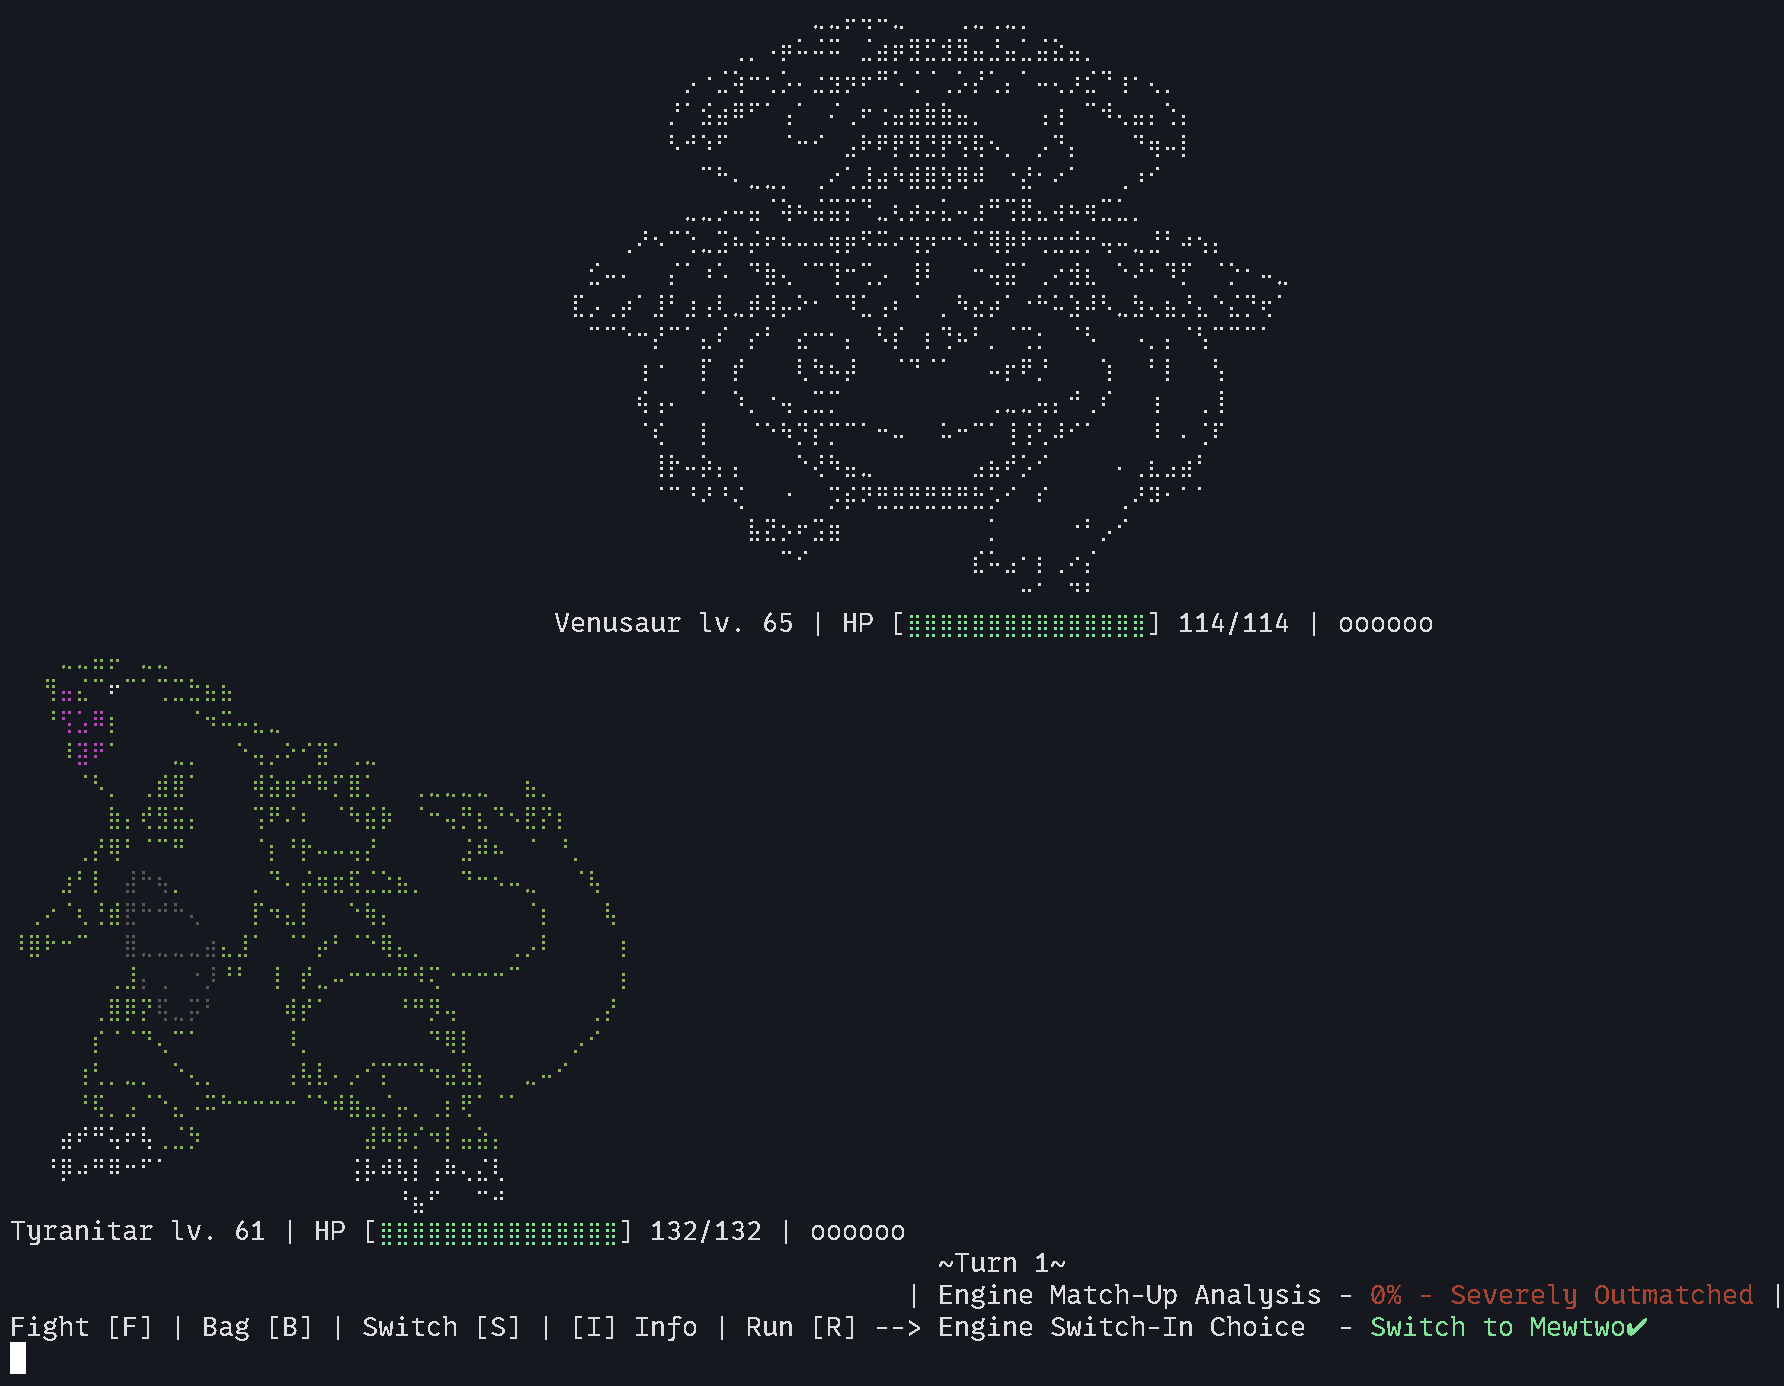 Venusaur lv. 65 | HP [⣿⣿⣿⣿⣿⣿⣿⣿⣿⣿⣿⣿⣿⣿⣿] 114/114 | oooooo
Tyranitar lv. 61 | HP [⣿⣿⣿⣿⣿⣿⣿⣿⣿⣿⣿⣿⣿⣿⣿] 132/132 | oooooo
~Turn 1~
| Engine Match-Up Analysis - 0% - Severely Outmatched |
Fight [F] | Bag [B] | Switch [S] | [I] Info | Run [R] --> Engine Switch-In Choice - Switch to Mewtwo✔